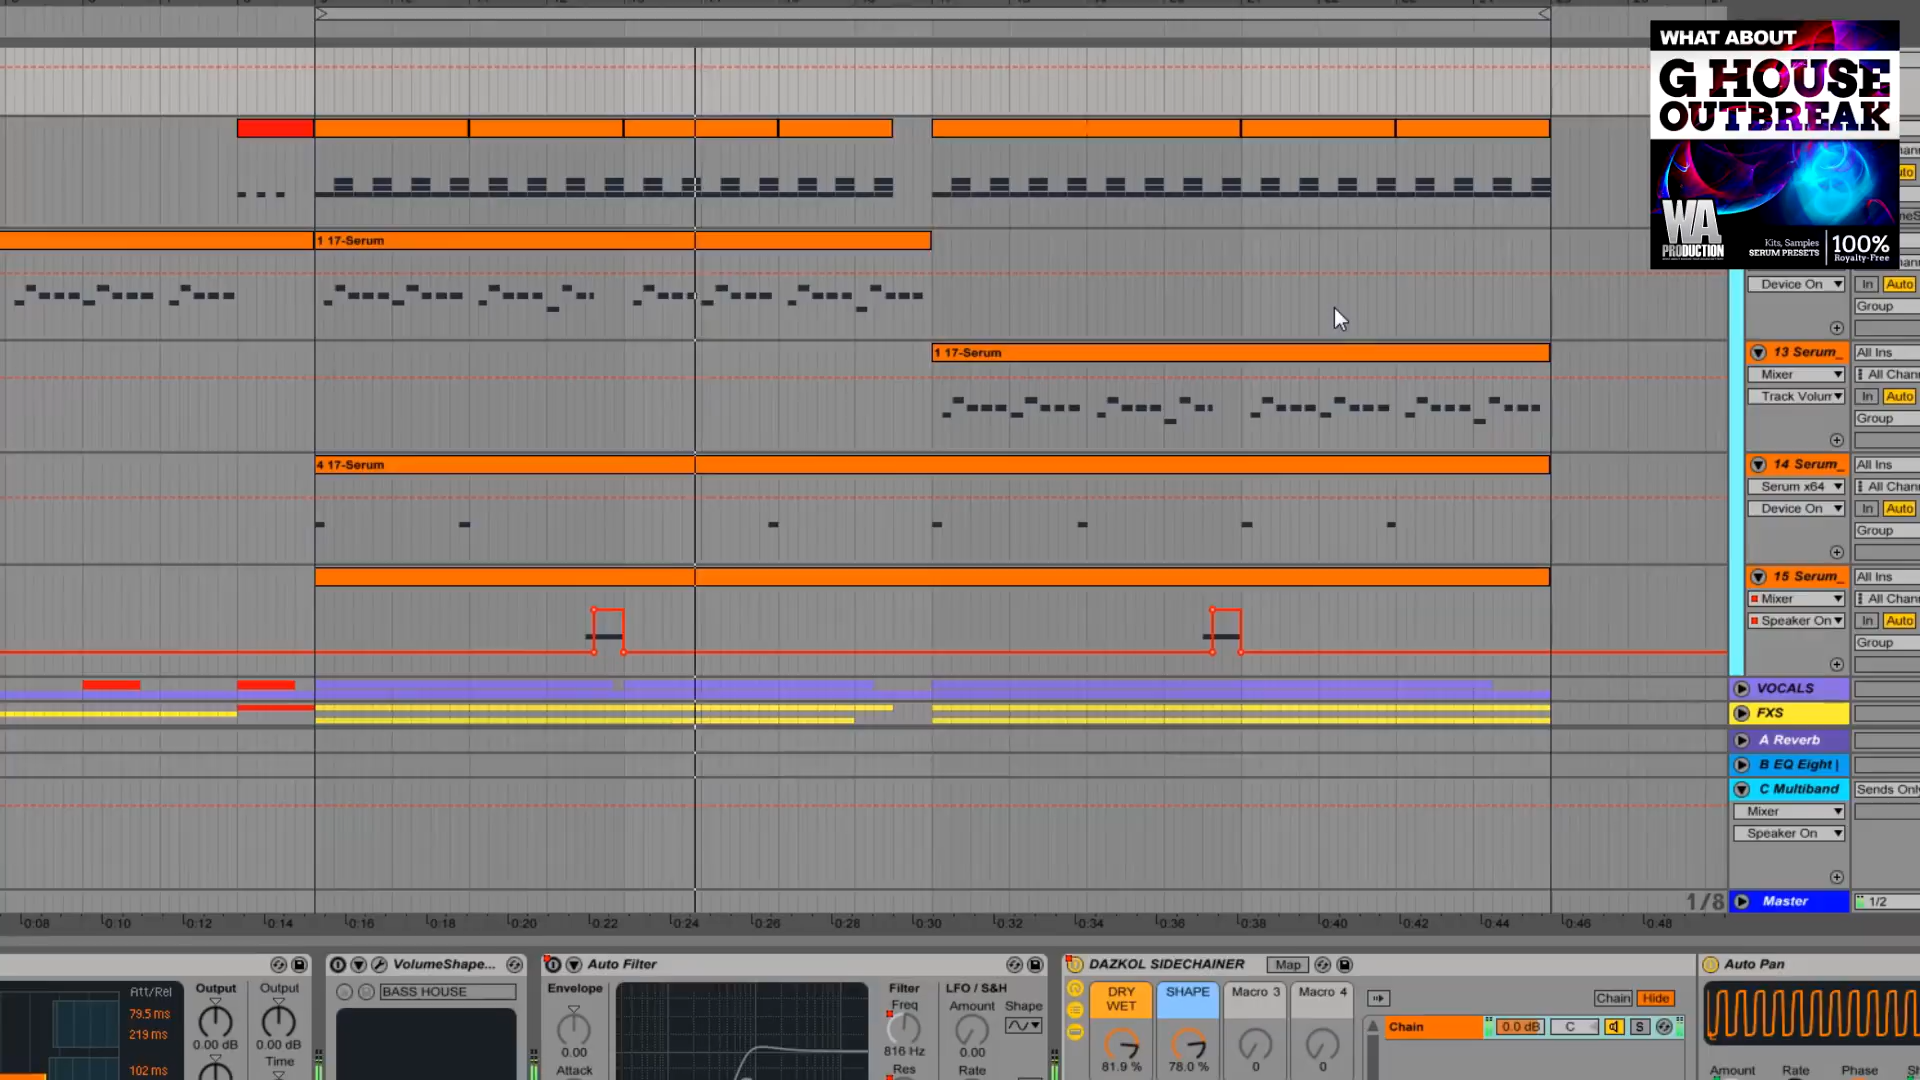 WHAT ABOUT
G HOUSE
OUTBREAK
WA
PRODUCTION
Kits, Samples
SERUM PRESETS
100%
Royalty-Free
1 17-Serum
Device On
In
Auto
Group
1 17-Serum
13 Serum_
All Ins
Mixer
All Chann
Track Volum
In
Auto
Group
4 17-Serum
14 Serum_
All Ins
Serum x64
All Chann
Device On
In
Auto
Group
15 Serum_
All Ins
Mixer
All Chann
Speaker On
In
Auto
Group
VOCALS
FXS
A Reverb
B EQ Eight |
C Multiband
Sends Only
Mixer
Speaker On
1/8
Master
1/2
0:08
0:10
0:12
0:14
0:16
0:18
0:20
0:22
0:24
0:26
0:28
0:30
0:32
0:34
0:36
0:38
0:40
0:42
0:44
0:46
0:48
Att/Rel
79.5 ms
219 ms
102 ms
Output
0.00 dB
Output
0.00 dB
Time
VolumeShape...
BASS HOUSE
Auto Filter
Envelope
0.00
Attack
Filter
Freq
816 Hz
Res
LFO / S&H
Amount
Shape
0.00
Rate
DAZKOL SIDECHAINER
Map
DRY
WET
81.9 %
SHAPE
78.0 %
Macro 3
0
Macro 4
0
Chain
Hide
Chain
0.0 dB
C
S
Auto Pan
Amount
Rate
Phase